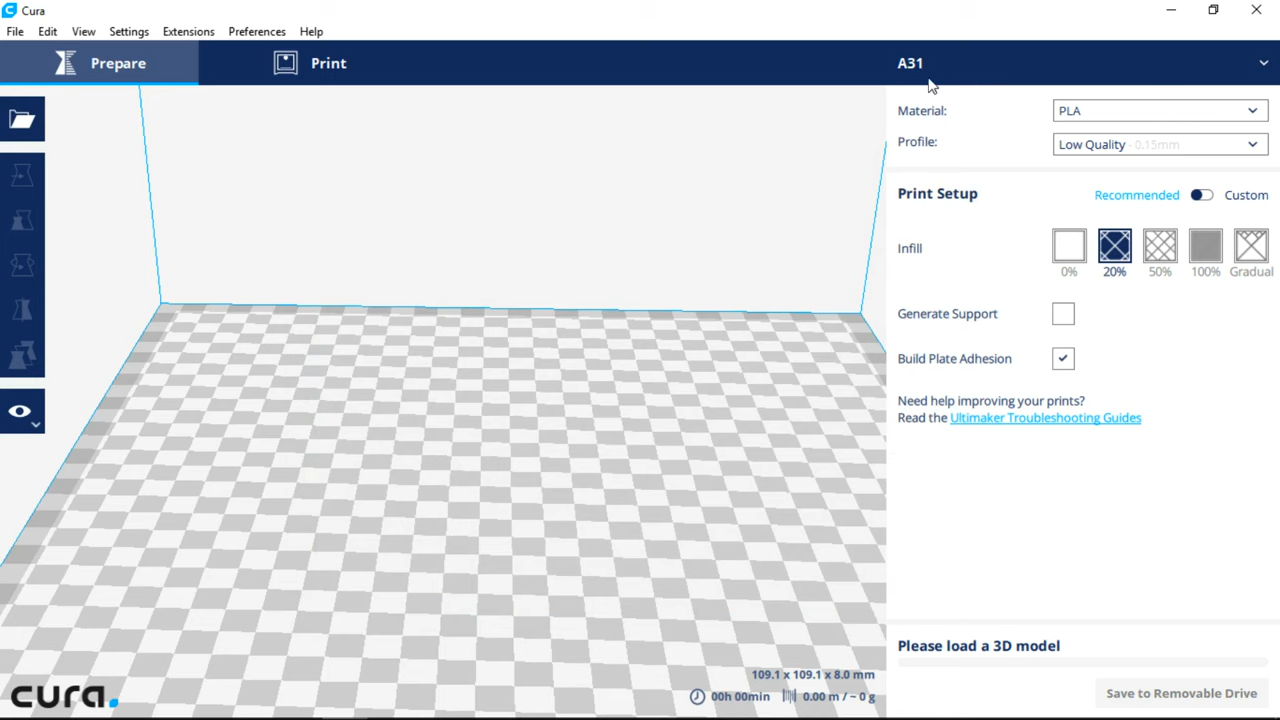 Cura
File Edit View Settings Extensions Preferences Help
Prepare Print A31
Material: PLA
Profile: Low Quality - 0.15mm
Print Setup Recommended Custom
Infill
0% 20% 50% 100% Gradual
Generate Support
Build Plate Adhesion
Need help improving your prints?
Read the Ultimaker Troubleshooting Guides
Please load a 3D model
109.1 x 109.1 x 8.0 mm
00h 00min 0.00 m / ~ 0 g
Save to Removable Drive
cura.